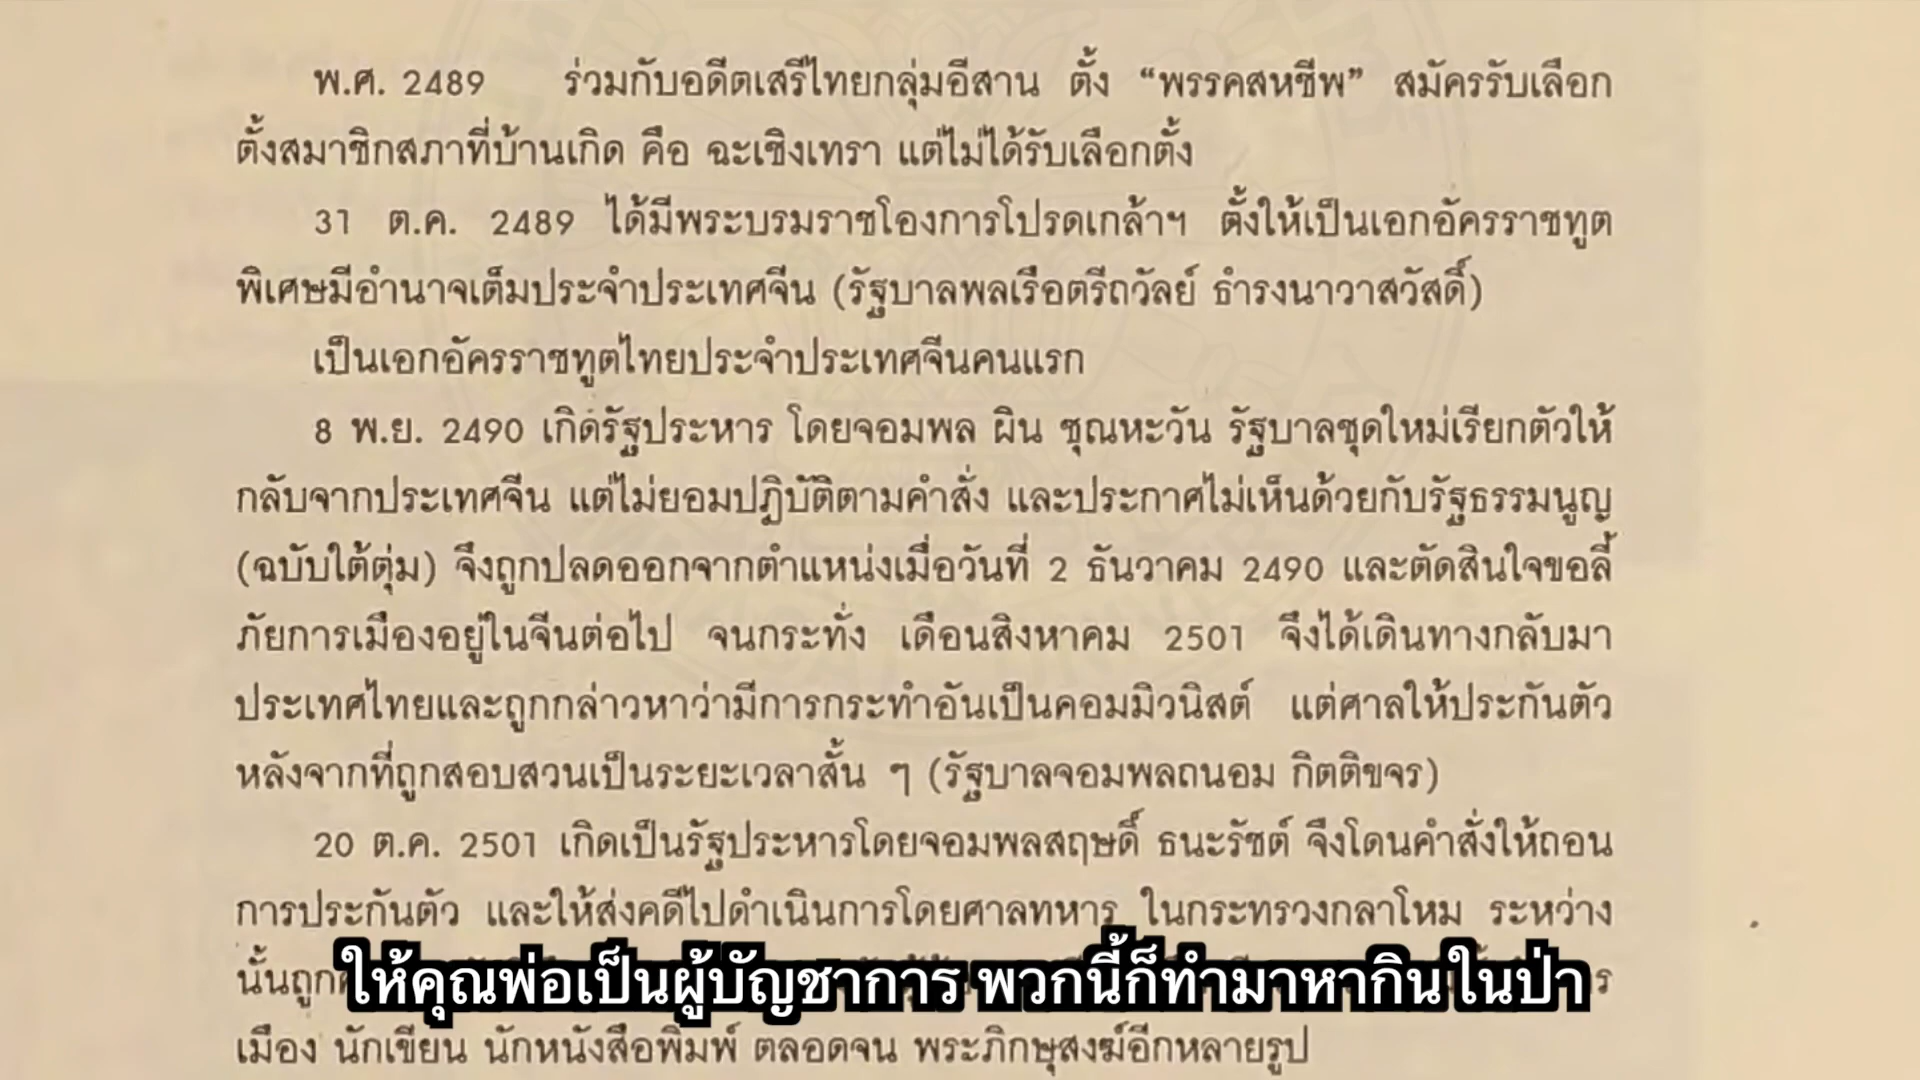 พ.ศ. 2489 ร่วมกับอดีตเสรีไทยกลุ่มอีสาน ตั้ง “พรรคสหชีพ” สมัครรับเลือก
ตั้งสมาชิกสภาที่บ้านเกิด คือ ฉะเชิงเทรา แต่ไม่ได้รับเลือกตั้ง
31 ต.ค. 2489 ได้มีพระบรมราชโองการโปรดเกล้าฯ ตั้งให้เป็นเอกอัครราชทูต
พิเศษมีอำนาจเต็มประจำประเทศจีน (รัฐบาลพลเรือตรีถวัลย์ ธำรงนาวาสวัสดิ์)
เป็นเอกอัครราชทูตไทยประจำประเทศจีนคนแรก
8 พ.ย. 2490 เกิดรัฐประหาร โดยจอมพล ผิน ชุณหะวัน รัฐบาลชุดใหม่เรียกตัวให้
กลับจากประเทศจีน แต่ไม่ยอมปฏิบัติตามคำสั่ง และประกาศไม่เห็นด้วยกับรัฐธรรมนูญ
(ฉบับใต้ตุ่ม) จึงถูกปลดออกจากตำแหน่งเมื่อวันที่ 2 ธันวาคม 2490 และตัดสินใจขอลี้
ภัยการเมืองอยู่ในจีนต่อไป จนกระทั่ง เดือนสิงหาคม 2501 จึงได้เดินทางกลับมา
ประเทศไทยและถูกกล่าวหาว่ามีการกระทำอันเป็นคอมมิวนิสต์ แต่ศาลให้ประกันตัว
หลังจากที่ถูกสอบสวนเป็นระยะเวลาสั้น ๆ (รัฐบาลจอมพลถนอม กิตติขจร)
20 ต.ค. 2501 เกิดเป็นรัฐประหารโดยจอมพลสฤษดิ์ ธนะรัชต์ จึงโดนคำสั่งให้ถอน
การประกันตัว และให้ส่งคดีไปดำเนินการโดยศาลทหาร ในกระทรวงกลาโหม ระหว่าง
นั้นถูก
ให้คุณพ่อเป็นผู้บัญชาการ พวกนี้ก็ทำมาหากินในป่า
เมือง นักเขียน นักหนังสือพิมพ์ ตลอดจน พระภิกษุสงฆ์อีกหลายรูป